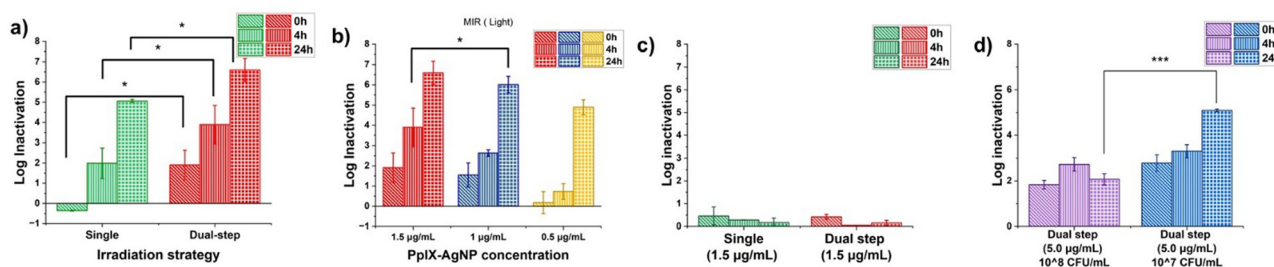 a)
Log Inactivation
8
7
6
5
4
3
2
1
0
−1
*
*
*
0h
4h
24h
Single
Dual-step
Irradiation strategy
b)
MIR ( Light)
Log Inactivation
8
7
6
5
4
3
2
1
0
−1
*
0h
4h
24h
1.5 µg/mL
1 µg/mL
0.5 µg/mL
PpIX-AgNP concentration
c)
Log inactivation
8
7
6
5
4
3
2
1
0
0h
4h
24h
Single
(1.5 µg/mL)
Dual step
(1.5 µg/mL)
d)
Log inactivation
8
6
4
2
0
***
0h
4h
24h
Dual step
(5.0 µg/mL)
10^8 CFU/mL
Dual step
(5.0 µg/mL)
10^7 CFU/mL